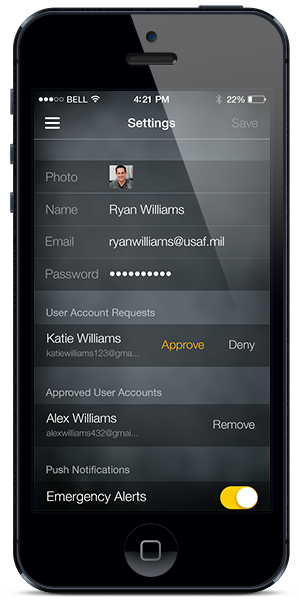 BELL 4:21 PM 22%
Settings Save
Photo
Name Ryan Williams
Email ryanwilliams@usaf.mil
Password ••••••••••
User Account Requests
Katie Williams Approve Deny
katiewilliams123@gma...
Approved User Accounts
Alex Williams Remove
alexwilliams432@gmai...
Push Notifications
Emergency Alerts